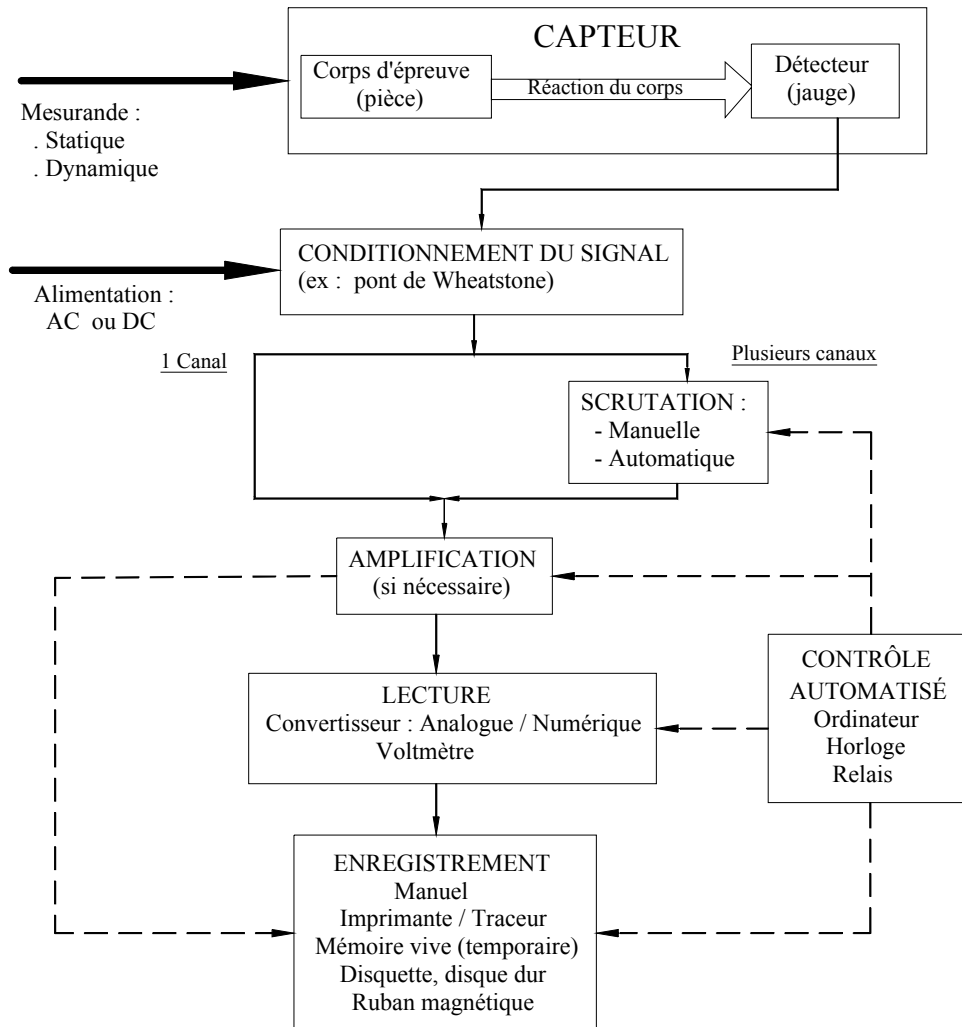 CAPTEUR
Corps d'épreuve
(pièce)
Réaction du corps
Détecteur
(jauge)
Mesurande :
. Statique
. Dynamique
CONDITIONNEMENT DU SIGNAL
(ex : pont de Wheatstone)
Alimentation :
AC ou DC
1 Canal
Plusieurs canaux
SCRUTATION :
- Manuelle
- Automatique
AMPLIFICATION
(si nécessaire)
LECTURE
Convertisseur : Analogue / Numérique
Voltmètre
CONTRÔLE
AUTOMATISÉ
Ordinateur
Horloge
Relais
ENREGISTREMENT
Manuel
Imprimante / Traceur
Mémoire vive (temporaire)
Disquette, disque dur
Ruban magnétique